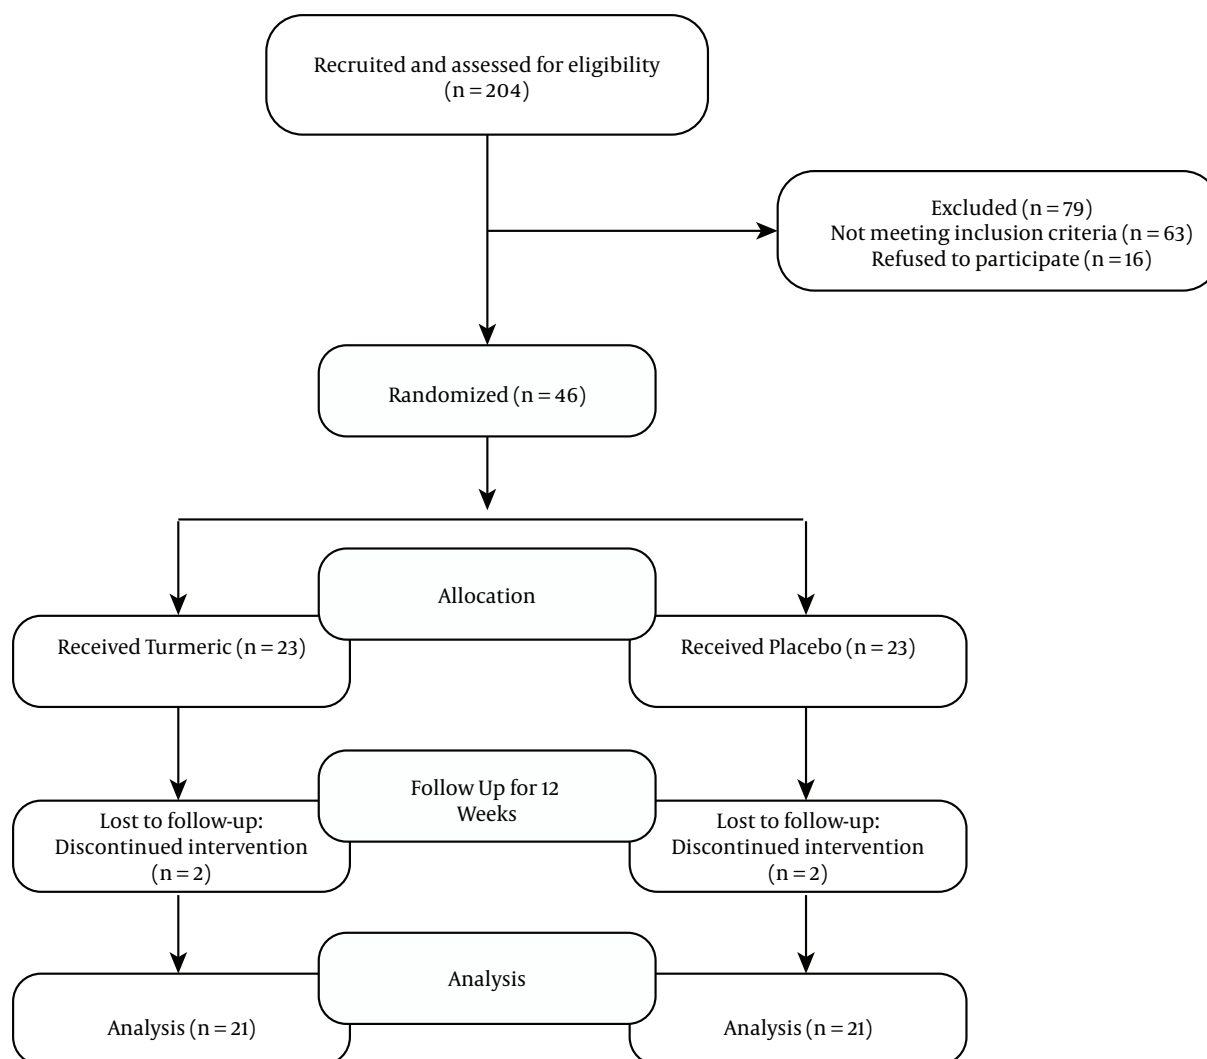 Recruited and assessed for eligibility
(n = 204)
Excluded (n = 79)
Not meeting inclusion criteria (n = 63)
Refused to participate (n = 16)
Randomized (n = 46)
Allocation
Received Turmeric (n = 23)
Received Placebo (n = 23)
Follow Up for 12
Weeks
Lost to follow-up:
Discontinued intervention
(n = 2)
Lost to follow-up:
Discontinued intervention
(n = 2)
Analysis
Analysis (n = 21)
Analysis (n = 21)